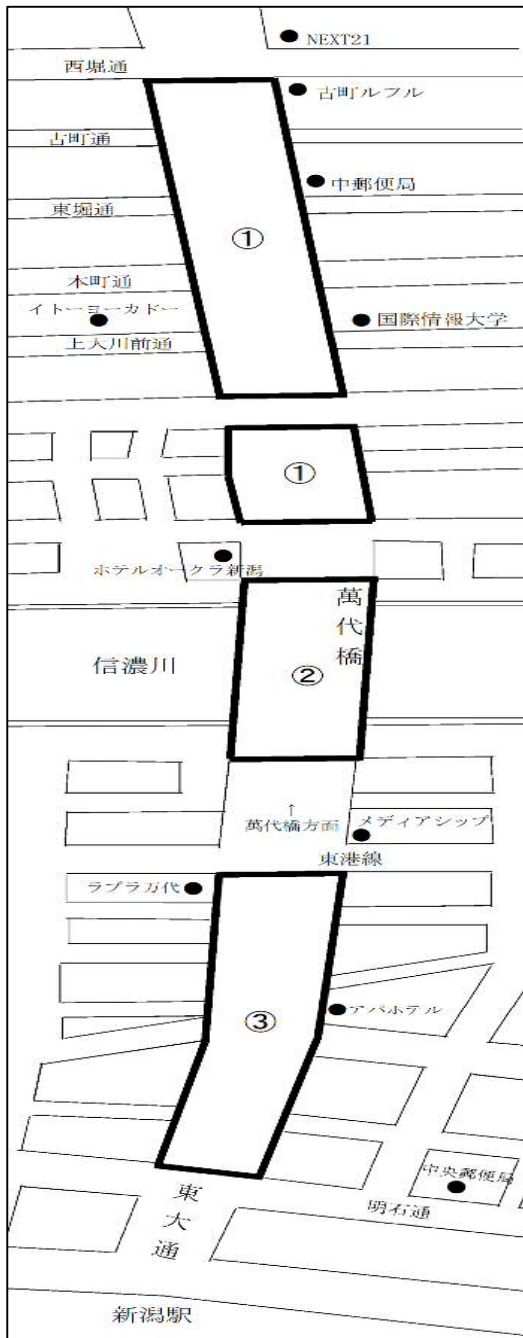 NEXT21
西堀通
古町ルフル
古町通
中郵便局
東堀通
①
本町通
イトーヨーカドー
国際情報大学
上大川前通
①
ホテルオークラ新潟
萬代橋
信濃川
②
↑
萬代橋方面
メディアシップ
東港線
ラプラ万代
③
アパホテル
中央郵便局
東大通
明石通
新潟駅